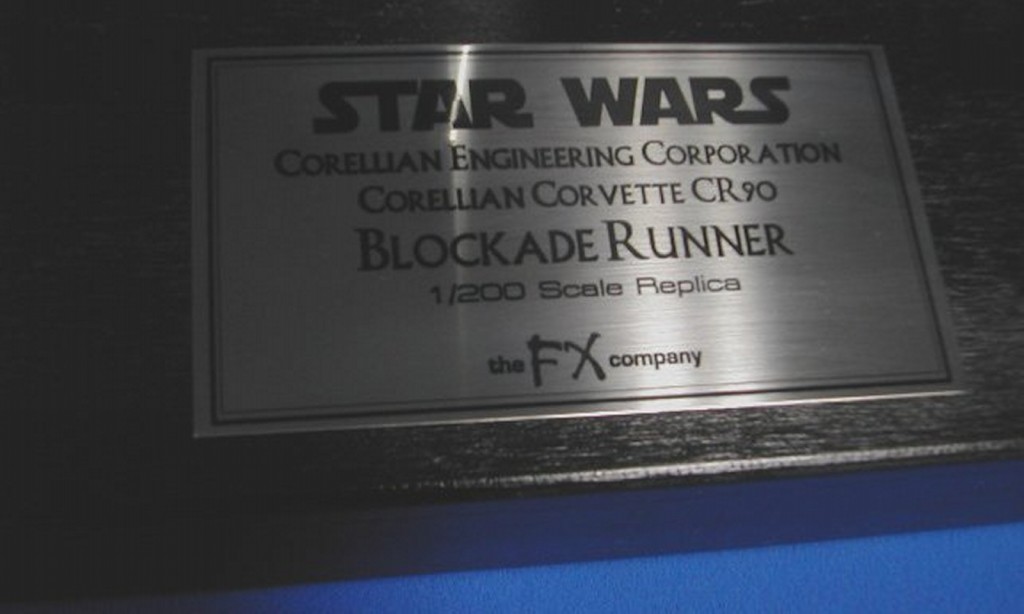 STAR WARS
CORELLIAN ENGINEERING CORPORATION
CORELLIAN CORVETTE CR90
BLOCKADE RUNNER
1/200 Scale Replica
the FX company